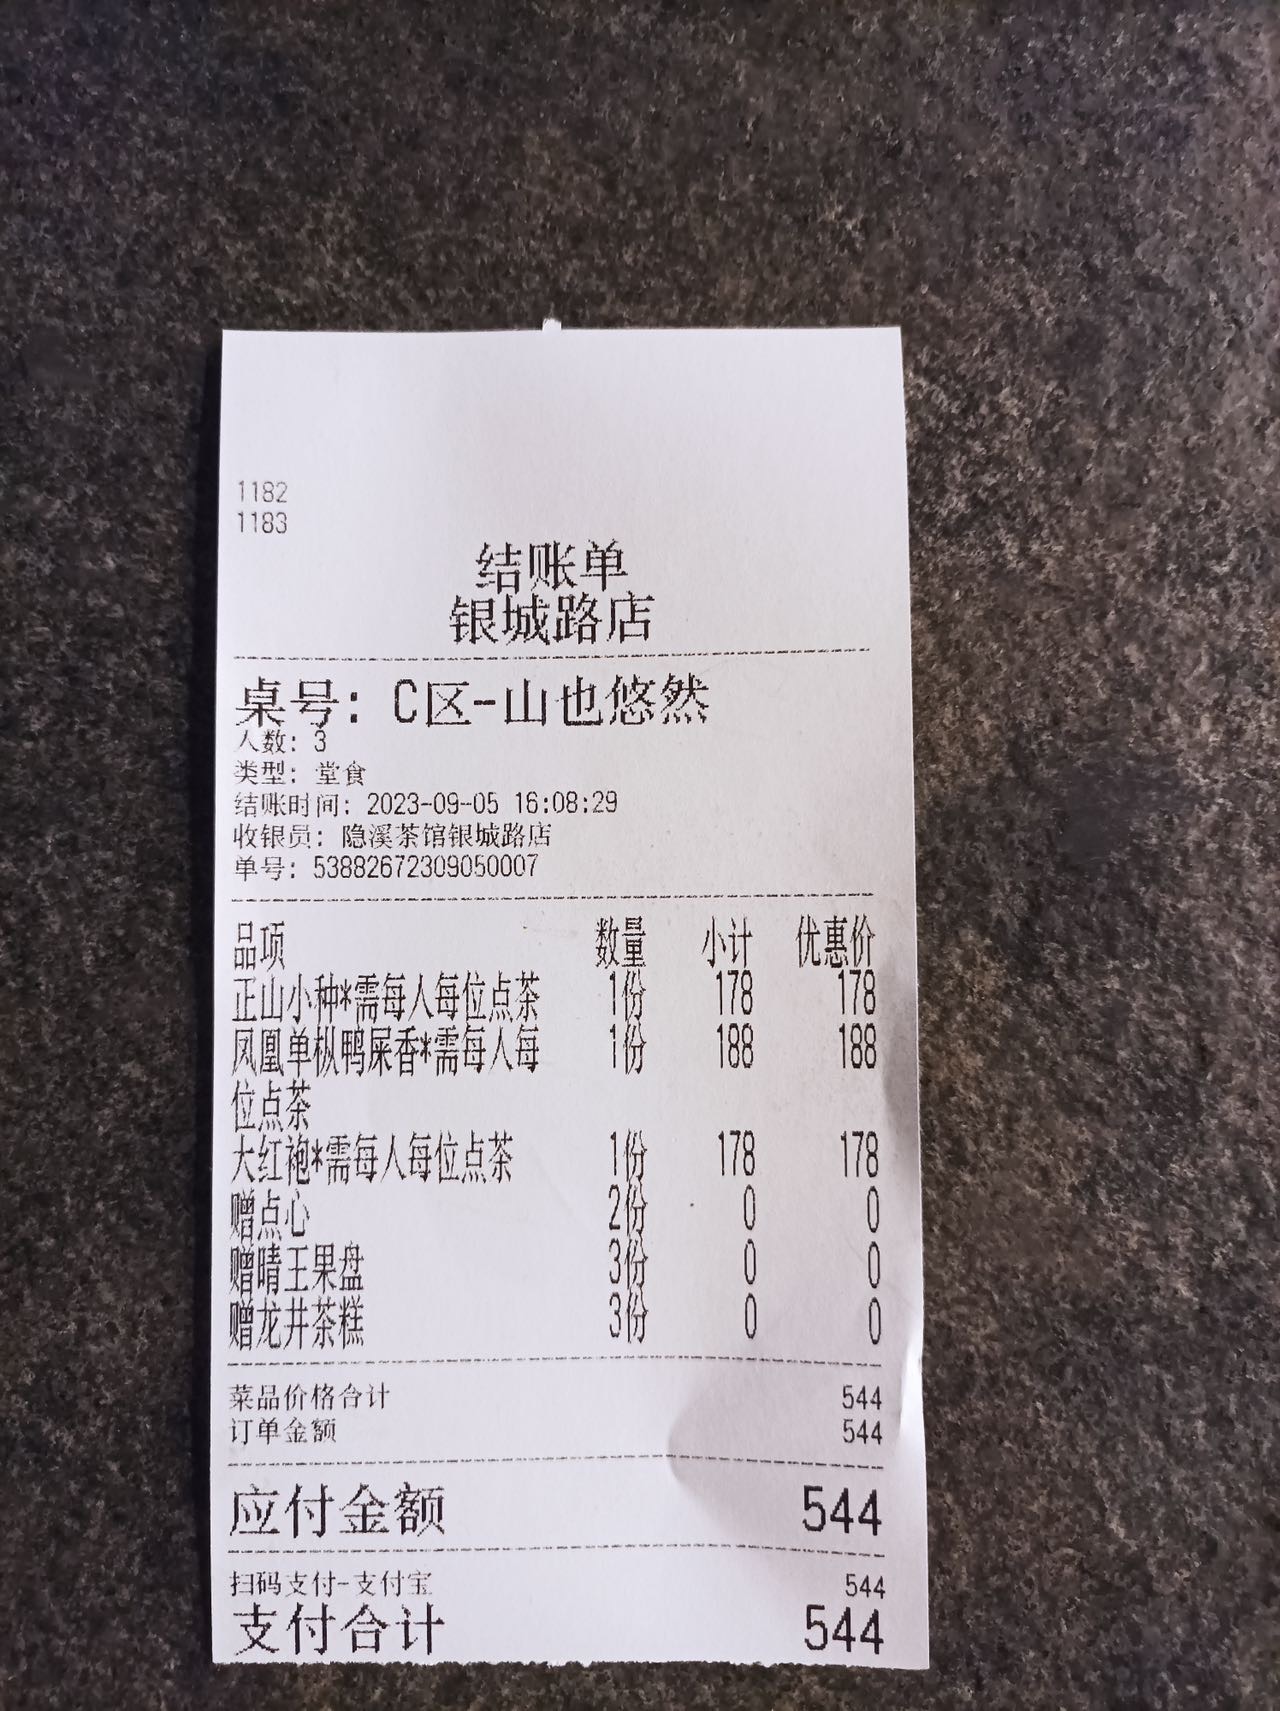 1182
1183
结账单
银城路店
桌号: C区-山也悠然
人数: 3
类型: 堂食
结账时间: 2023-09-05 16:08:29
收银员: 隐溪茶馆银城路店
单号: 53882672309050007
品项 数量 小计 优惠价
正山小种*需每人每位点茶 1份 178 178
凤凰单枞鸭屎香*需每人每 1份 188 188
位点茶
大红袍*需每人每位点茶 1份 178 178
赠点心 2份 0 0
赠晴王果盘 3份 0 0
赠龙井茶糕 3份 0 0
菜品价格合计 544
订单金额 544
应付金额 544
扫码支付-支付宝 544
支付合计 544